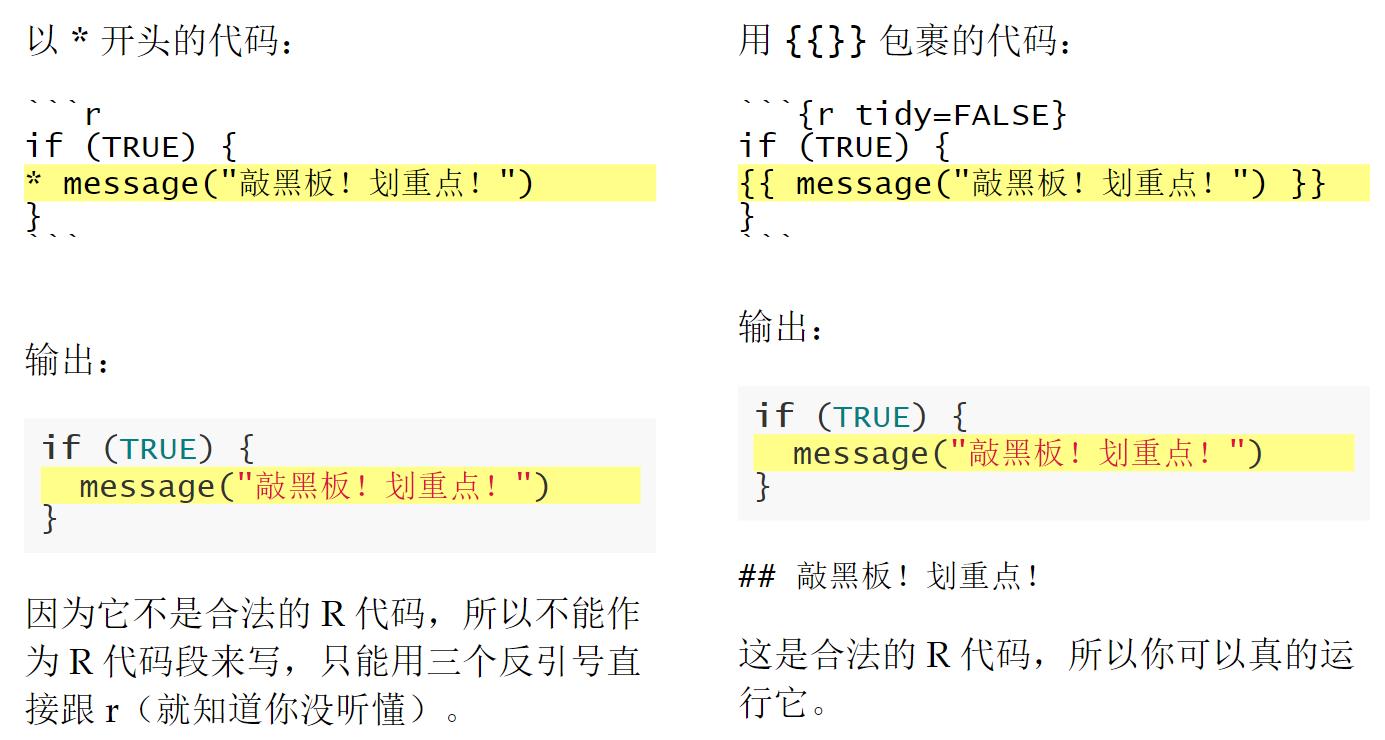 以 * 开头的代码：
```r
if (TRUE) {
* message("敲黑板！划重点！")
}
```
输出：
if (TRUE) {
  message("敲黑板！划重点！")
}
因为它不是合法的 R 代码，所以不能作
为 R 代码段来写，只能用三个反引号直
接跟 r（就知道你没听懂）。
用 {{}} 包裹的代码：
```{r tidy=FALSE}
if (TRUE) {
{{ message("敲黑板！划重点！") }}
}
```
输出：
if (TRUE) {
  message("敲黑板！划重点！")
}
## 敲黑板！划重点！
这是合法的 R 代码，所以你可以真的运
行它。